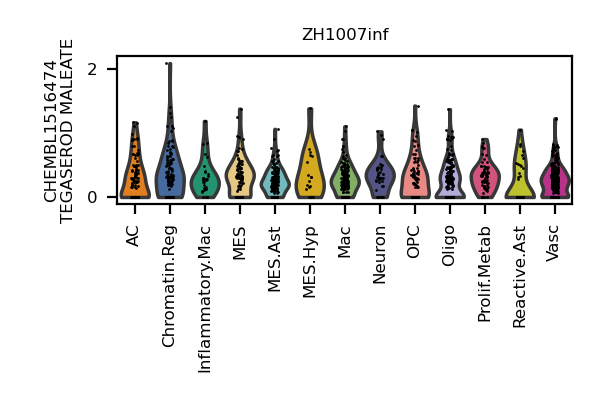 ZH1007inf
CHEMBL1516474
TEGASEROD MALEATE
2
0
AC
Chromatin.Reg
Inflammatory.Mac
MES
MES.Ast
MES.Hyp
Mac
Neuron
OPC
Oligo
Prolif.Metab
Reactive.Ast
Vasc